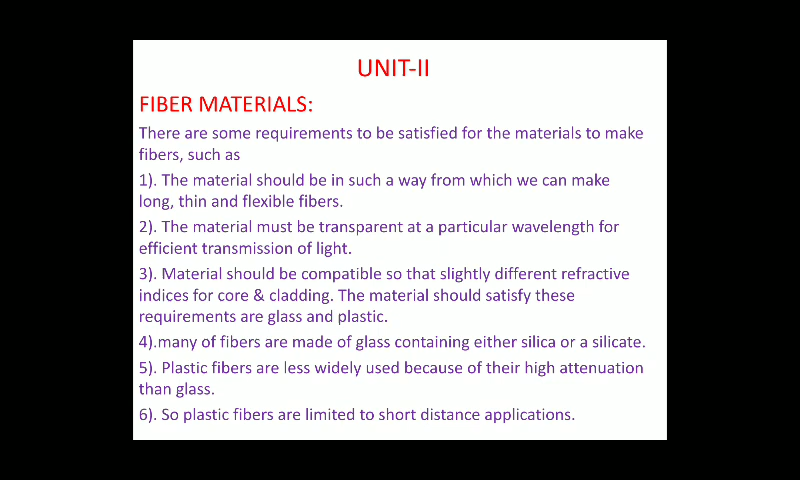 UNIT-II
FIBER MATERIALS:
There are some requirements to be satisfied for the materials to make
fibers, such as
1). The material should be in such a way from which we can make
long, thin and flexible fibers.
2). The material must be transparent at a particular wavelength for
efficient transmission of light.
3). Material should be compatible so that slightly different refractive
indices for core & cladding. The material should satisfy these
requirements are glass and plastic.
4).many of fibers are made of glass containing either silica or a silicate.
5). Plastic fibers are less widely used because of their high attenuation
than glass.
6). So plastic fibers are limited to short distance applications.